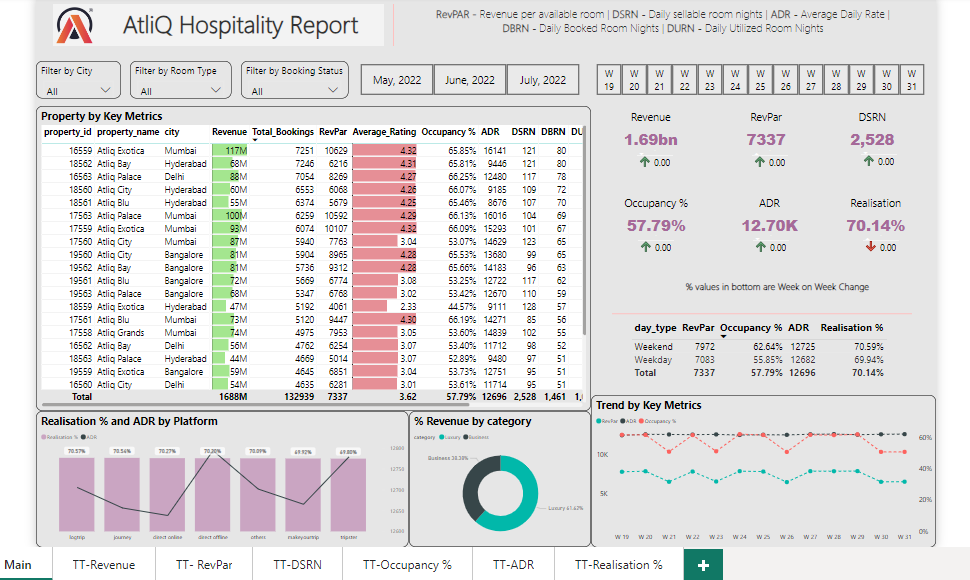 AtliQ Hospitality Report
RevPAR - Revenue per available room | DSRN - Daily sellable room nights | ADR - Average Daily Rate |
DBRN - Daily Booked Room Nights | DURN - Daily Utilized Room Nights
Filter by City
All
Filter by Room Type
All
Filter by Booking Status
All
May, 2022 June, 2022 July, 2022
W 19 W 20 W 21 W 22 W 23 W 24 W 25 W 26 W 27 W 28 W 29 W 30 W 31
Property by Key Metrics
property_id property_name city Revenue Total_Bookings RevPar Average_Rating Occupancy % ADR DSRN DBRN DU
16559 Atliq Exotica Mumbai 117M 7251 10629 4.32 65.85% 16141 121 80
18562 Atliq Bay Hyderabad 68M 7246 6216 4.31 65.81% 9446 121 80
16563 Atliq Palace Delhi 88M 7054 8269 4.27 66.25% 12480 117 78
18560 Atliq City Hyderabad 60M 6553 6068 4.26 66.07% 9185 109 72
18561 Atliq Blu Hyderabad 55M 6374 5679 4.25 65.46% 8676 107 70
17563 Atliq Palace Mumbai 100M 6259 10592 4.29 66.13% 16016 104 69
17559 Atliq Exotica Mumbai 93M 6074 10107 4.32 66.09% 15293 101 67
17560 Atliq City Mumbai 87M 5940 7763 3.04 53.07% 14629 123 65
19560 Atliq City Bangalore 81M 5904 8965 4.28 65.53% 13680 99 65
19562 Atliq Bay Bangalore 81M 5736 9312 4.28 65.66% 14183 96 63
19561 Atliq Blu Bangalore 72M 5669 6774 3.08 53.25% 12722 117 62
19563 Atliq Palace Bangalore 68M 5347 6768 3.02 53.42% 12670 110 59
18559 Atliq Exotica Hyderabad 47M 5192 4061 2.33 44.57% 9111 128 57
17561 Atliq Blu Mumbai 73M 5120 9447 4.30 66.19% 14271 85 56
17558 Atliq Grands Mumbai 74M 4975 7953 3.05 53.60% 14839 102 55
16562 Atliq Bay Delhi 56M 4762 6254 3.07 53.40% 11712 98 52
18563 Atliq Palace Hyderabad 44M 4669 5014 3.07 52.89% 9480 97 51
19559 Atliq Exotica Bangalore 59M 4645 6851 3.04 53.73% 12751 95 51
16560 Atliq City Delhi 54M 4635 6281 3.01 53.61% 11714 95 51
Total 1688M 132939 7337 3.62 57.79% 12696 2,528 1,461 1,
Revenue RevPar DSRN
1.69bn 7337 2,528
0.00 0.00 0.00
Occupancy % ADR Realisation
57.79% 12.70K 70.14%
0.00 0.00 0.00
% values in bottom are Week on Week Change
day_type RevPar Occupancy % ADR Realisation %
Weekend 7972 62.64% 12725 70.59%
Weekday 7083 55.85% 12682 69.94%
Total 7337 57.79% 12696 70.14%
Realisation % and ADR by Platform
Realisation % ADR
70.57% 70.54% 70.27% 70.20% 70.09% 69.92% 69.80%
12800
12750
12700
12650
12600
logtrip journey direct online direct offline others makeyourtrip tripster
% Revenue by category
category Luxury Business
Business 38.38%
Luxury 61.62%
Trend by Key Metrics
RevPar ADR Occupancy %
10K
5K
60%
40%
20%
0%
W 19 W 20 W 21 W 22 W 23 W 24 W 25 W 26 W 27 W 28 W 29 W 30 W 31
Main TT-Revenue TT- RevPar TT-DSRN TT-Occupancy % TT-ADR TT-Realisation % +